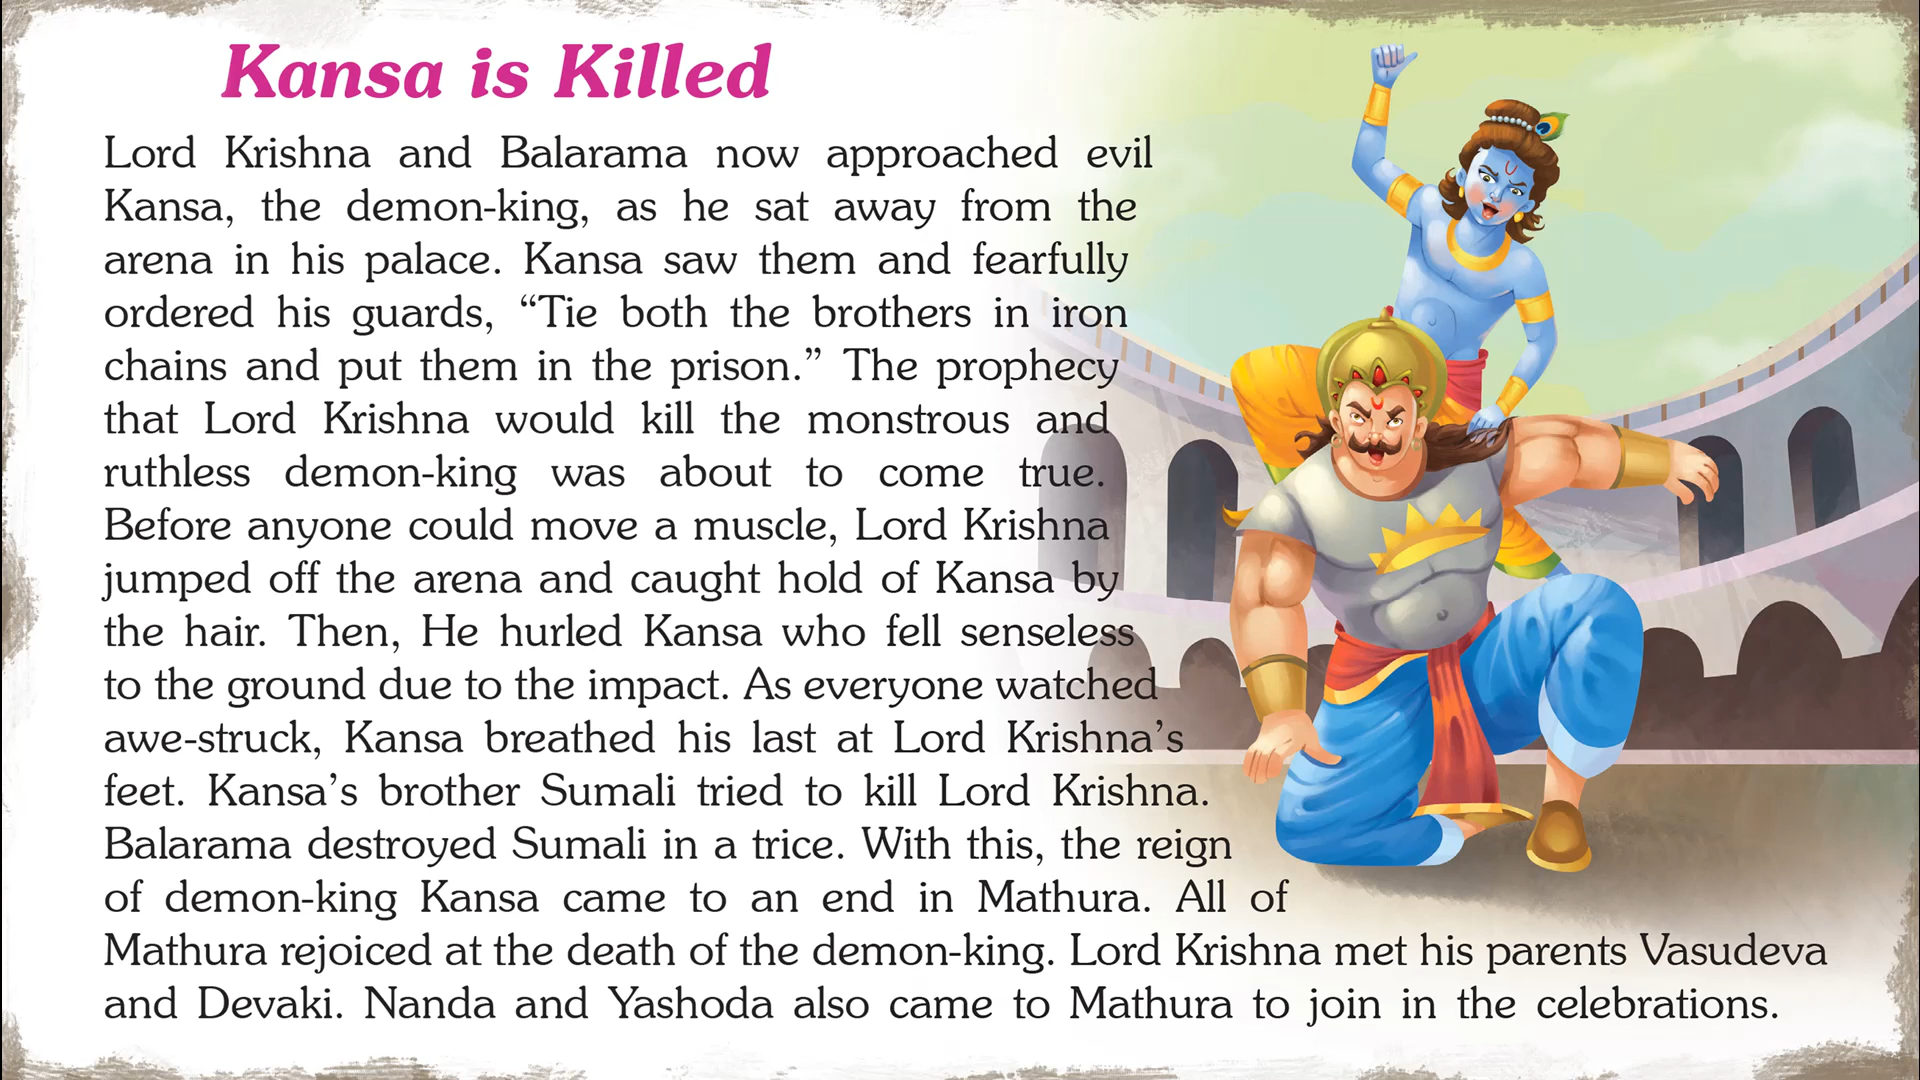 Kansa is Killed
Lord Krishna and Balarama now approached evil
Kansa, the demon-king, as he sat away from the
arena in his palace. Kansa saw them and fearfully
ordered his guards, “Tie both the brothers in iron
chains and put them in the prison.” The prophecy
that Lord Krishna would kill the monstrous and
ruthless demon-king was about to come true.
Before anyone could move a muscle, Lord Krishna
jumped off the arena and caught hold of Kansa by
the hair. Then, He hurled Kansa who fell senseless
to the ground due to the impact. As everyone watched
awe-struck, Kansa breathed his last at Lord Krishna’s
feet. Kansa’s brother Sumali tried to kill Lord Krishna.
Balarama destroyed Sumali in a trice. With this, the reign
of demon-king Kansa came to an end in Mathura. All of
Mathura rejoiced at the death of the demon-king. Lord Krishna met his parents Vasudeva
and Devaki. Nanda and Yashoda also came to Mathura to join in the celebrations.